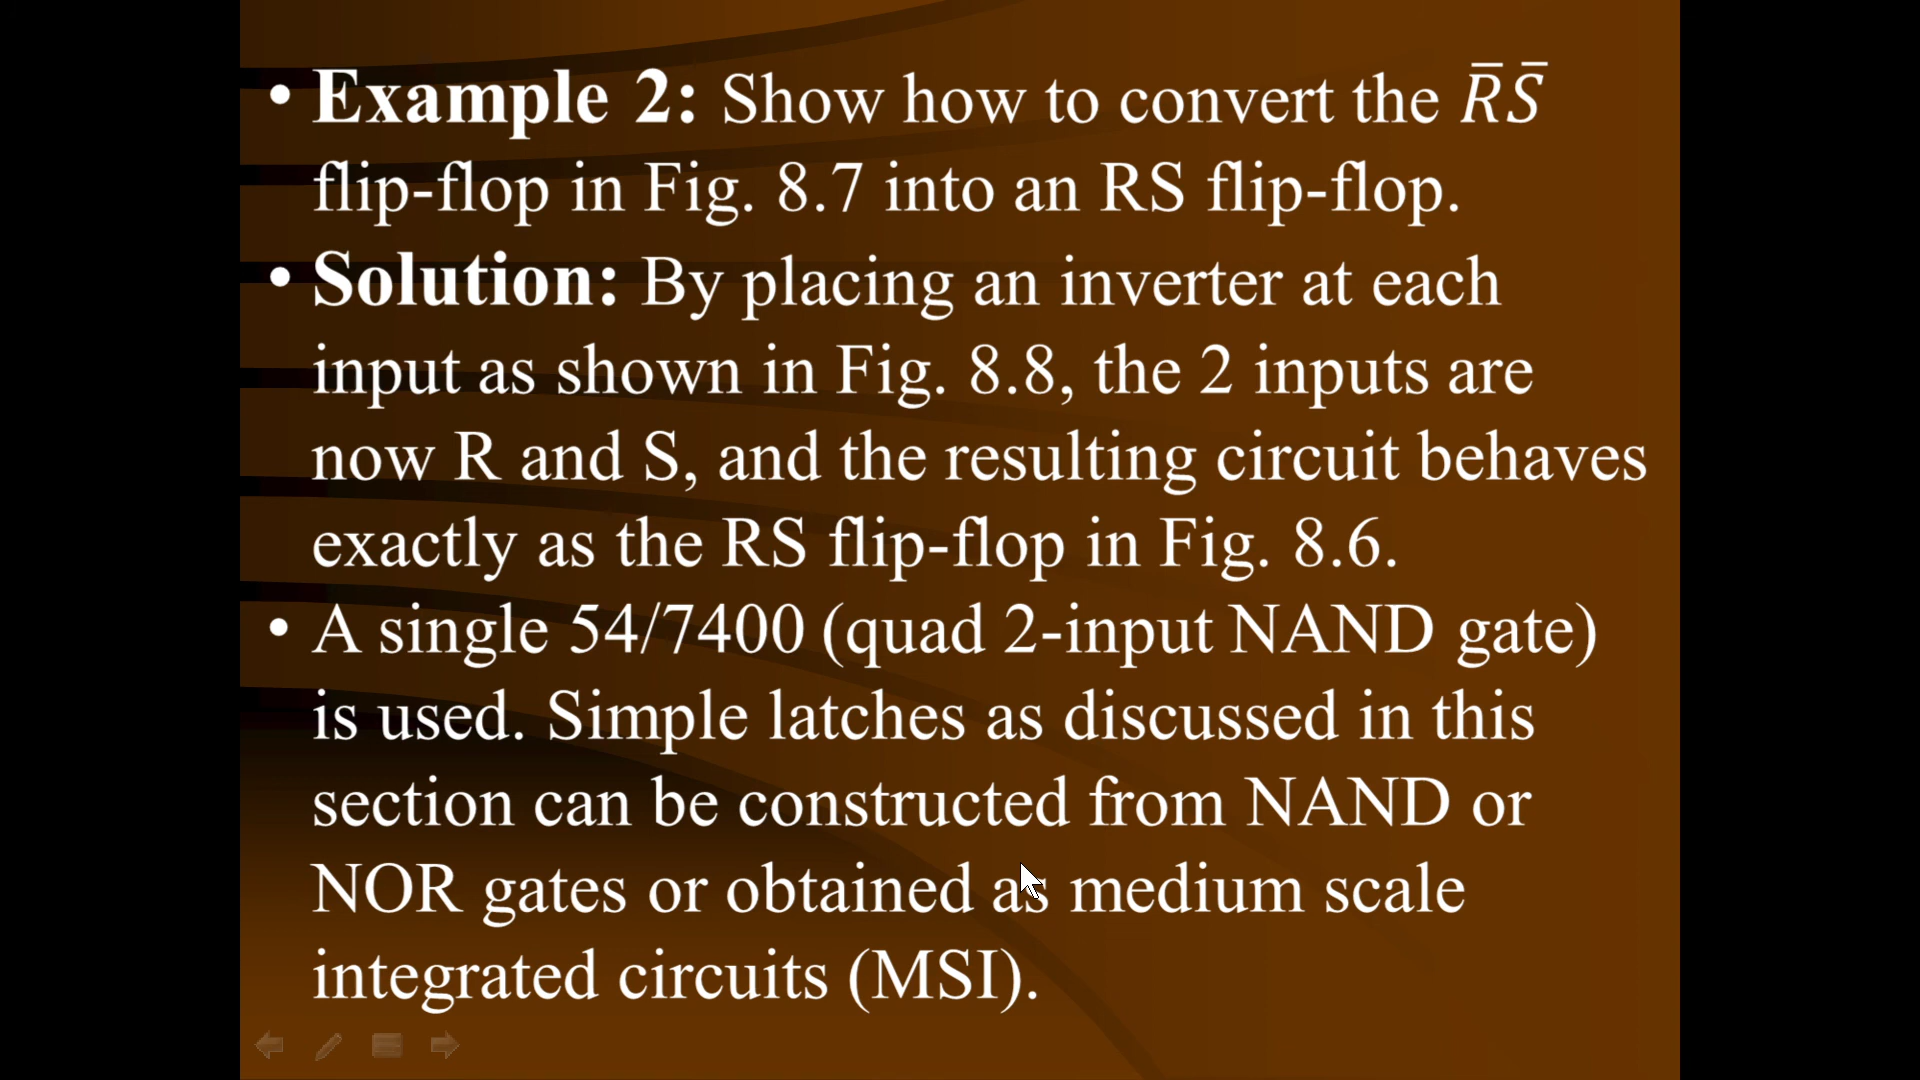 • Example 2: Show how to convert the R̅ S̅
flip-flop in Fig. 8.7 into an RS flip-flop.
• Solution: By placing an inverter at each
input as shown in Fig. 8.8, the 2 inputs are
now R and S, and the resulting circuit behaves
exactly as the RS flip-flop in Fig. 8.6.
• A single 54/7400 (quad 2-input NAND gate)
is used. Simple latches as discussed in this
section can be constructed from NAND or
NOR gates or obtained as medium scale
integrated circuits (MSI).